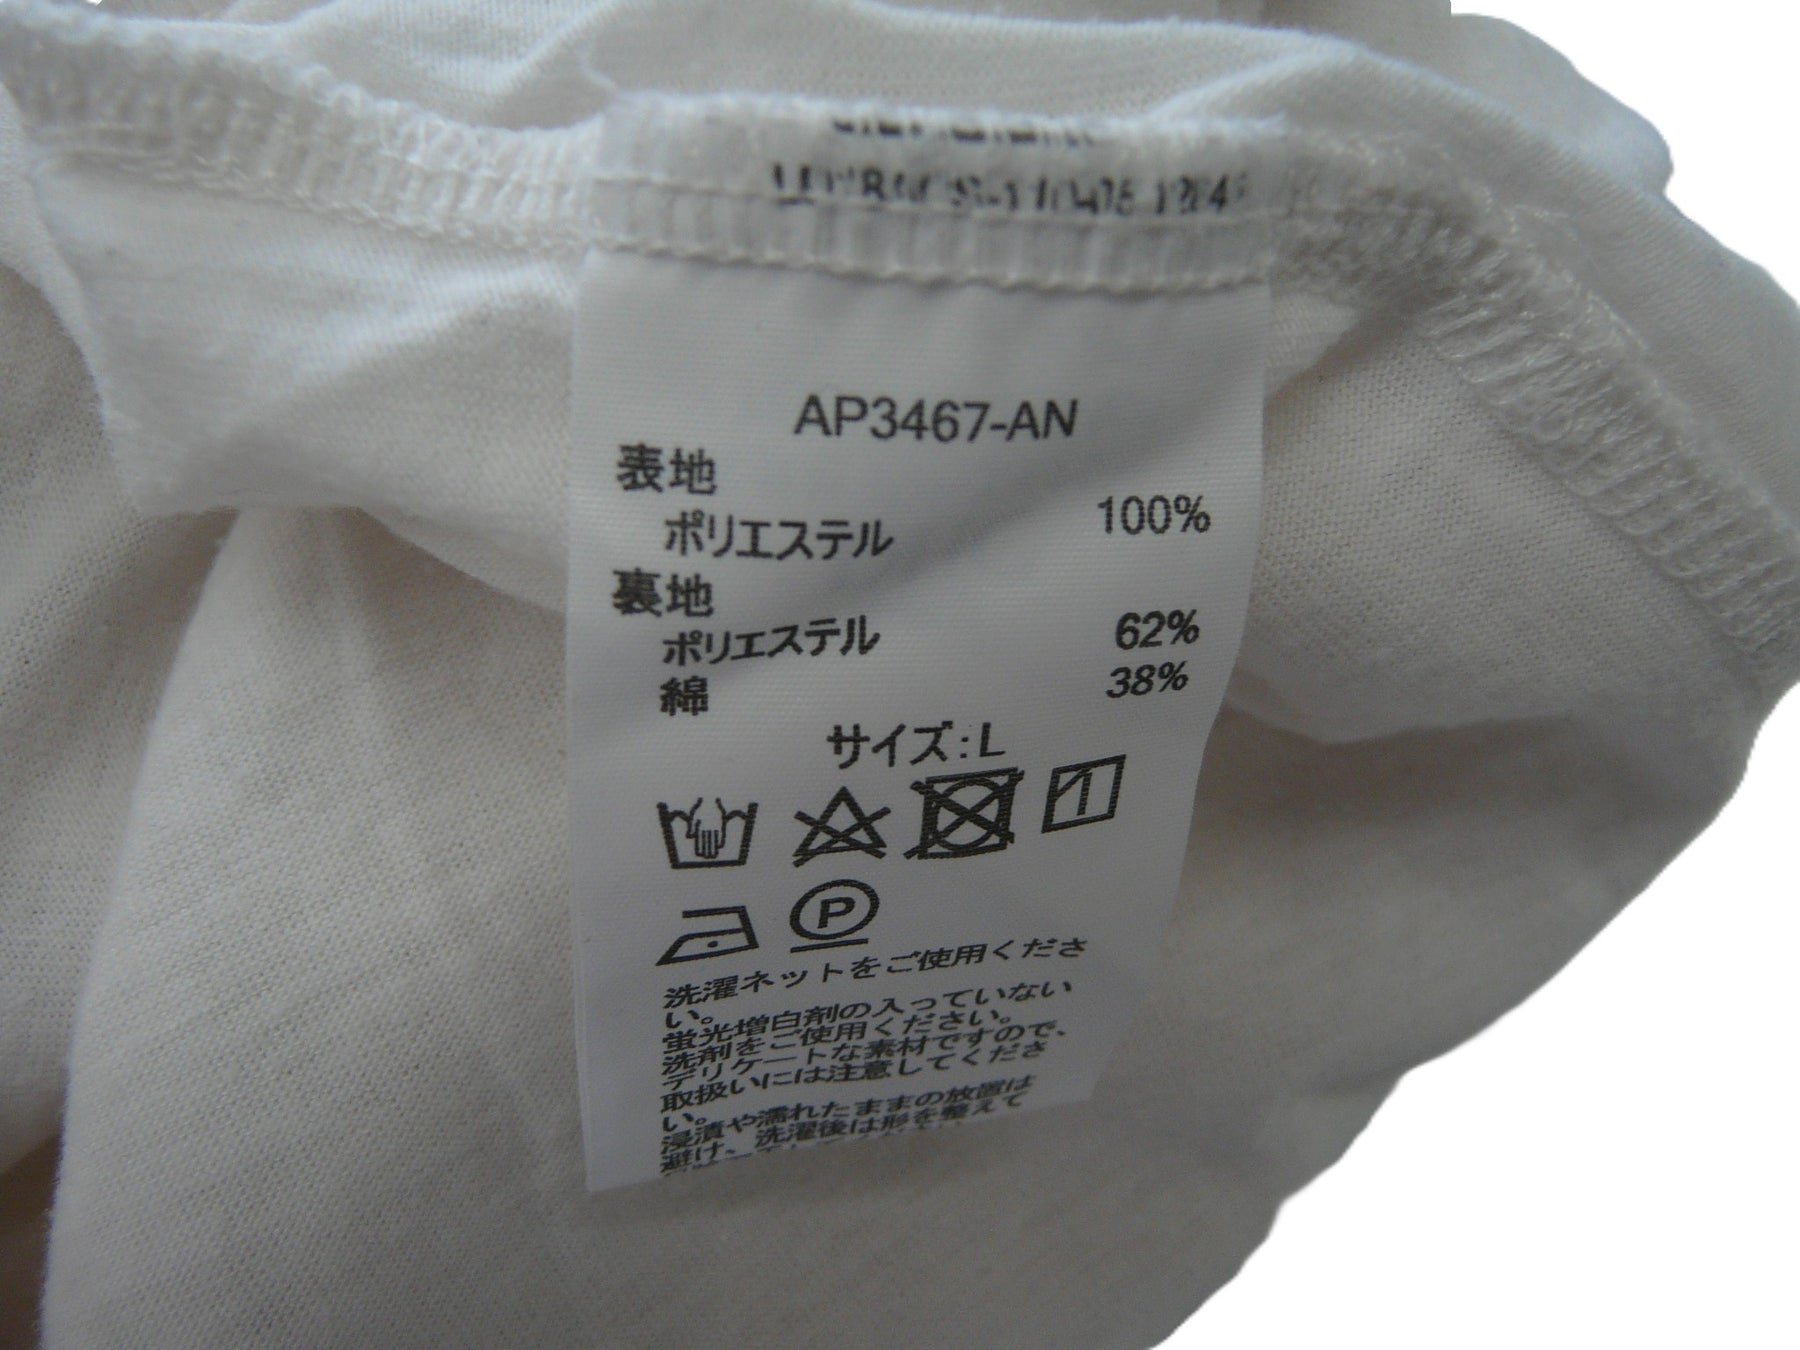 AP3467-AN
表地
ポリエステル 100%
裏地
ポリエステル 62%
綿 38%
サイズ:L
1
P
洗濯ネットをご使用くださ
い。
蛍光増白剤の入っていない
洗剤をご使用ください。
デリケートな素材ですので、
取扱いには注意してくださ
い。
浸漬や濡れたままの放置は
避け、洗濯後は形を整えて